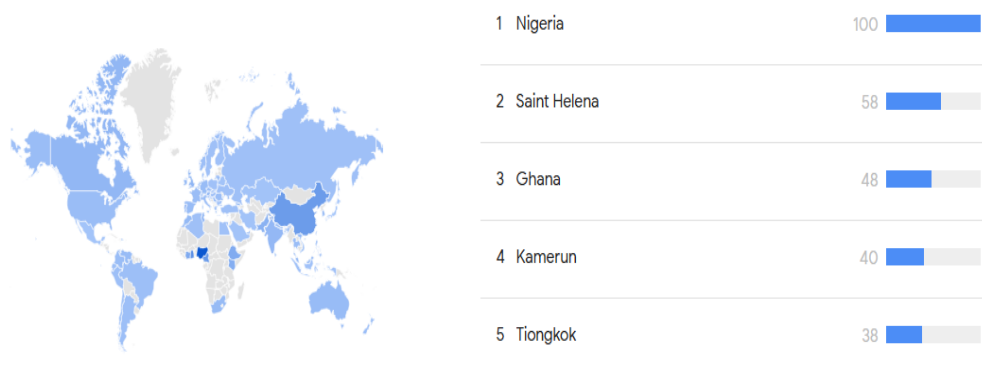 1 Nigeria 100
2 Saint Helena 58
3 Ghana 48
4 Kamerun 40
5 Tiongkok 38